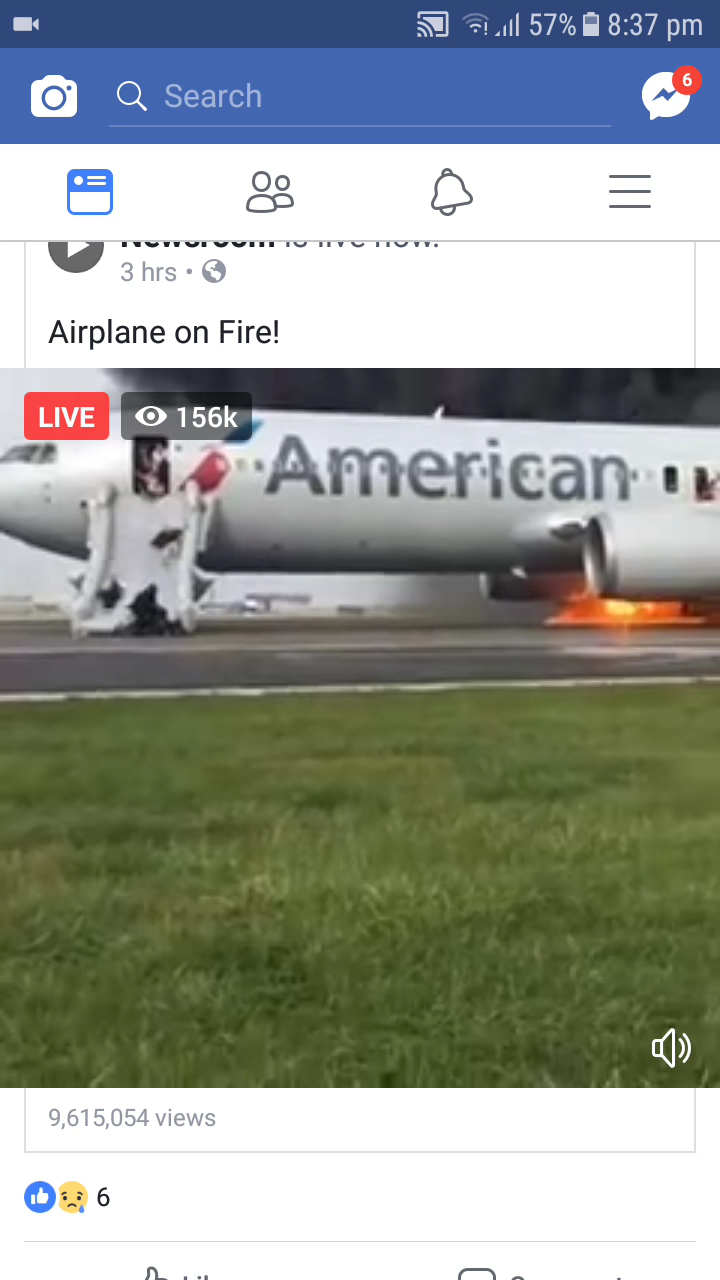 57% 8:37 pm
Search
6
Newsroom is live now.
3 hrs •
Airplane on Fire!
LIVE 156k
American
9,615,054 views
6